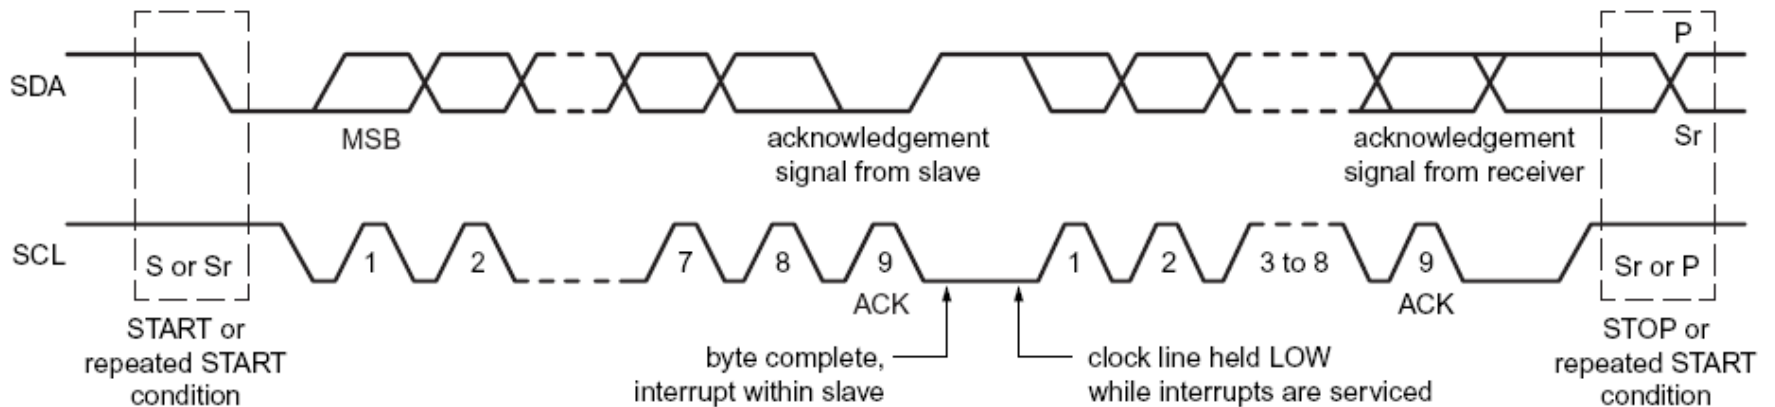 P
SDA
MSB
acknowledgement
signal from slave
acknowledgement
signal from receiver
Sr
SCL
S or Sr
1
2
7
8
9
1
2
3 to 8
9
Sr or P
ACK
ACK
START or
repeated START
condition
byte complete,
interrupt within slave
clock line held LOW
while interrupts are serviced
STOP or
repeated START
condition